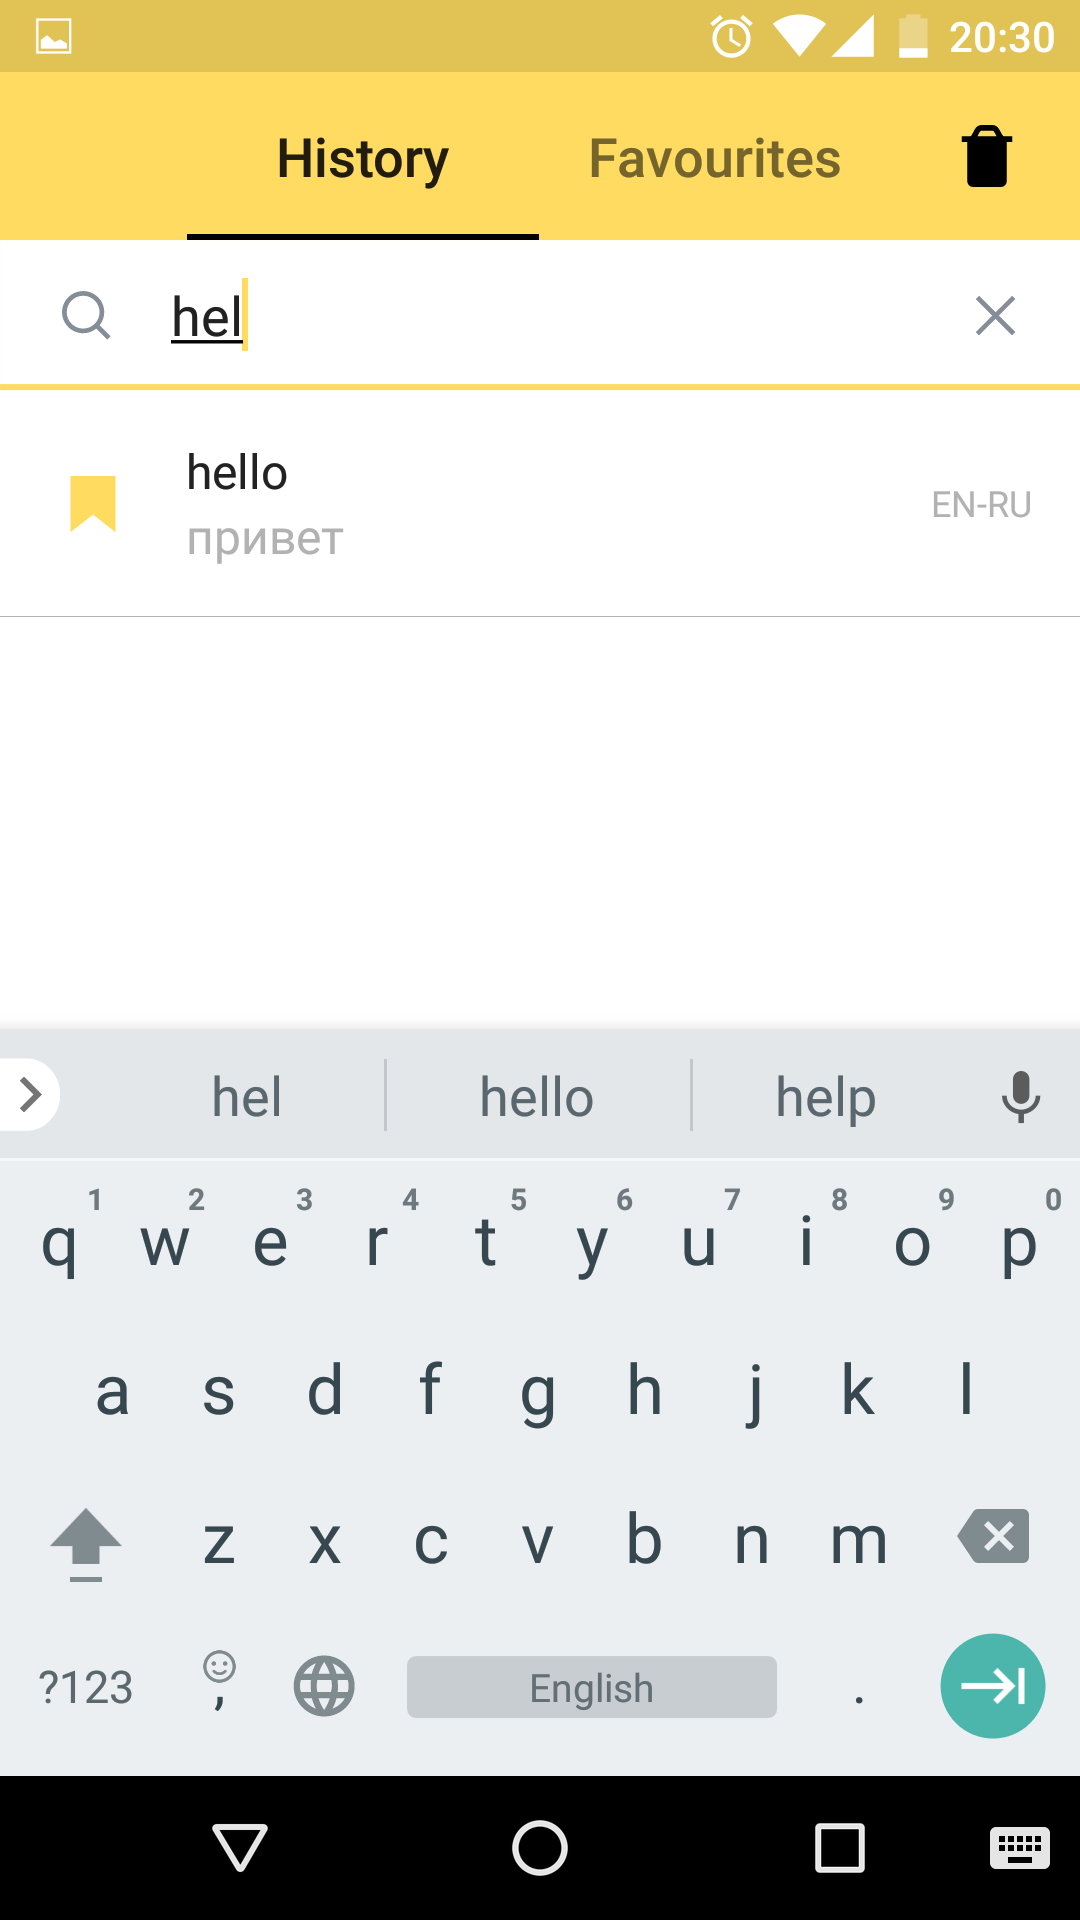 20:30
History Favourites
hel
hello
привет
EN-RU
hel hello help
1 2 3 4 5 6 7 8 9 0
q w e r t y u i o p
a s d f g h j k l
z x c v b n m
?123 , English .